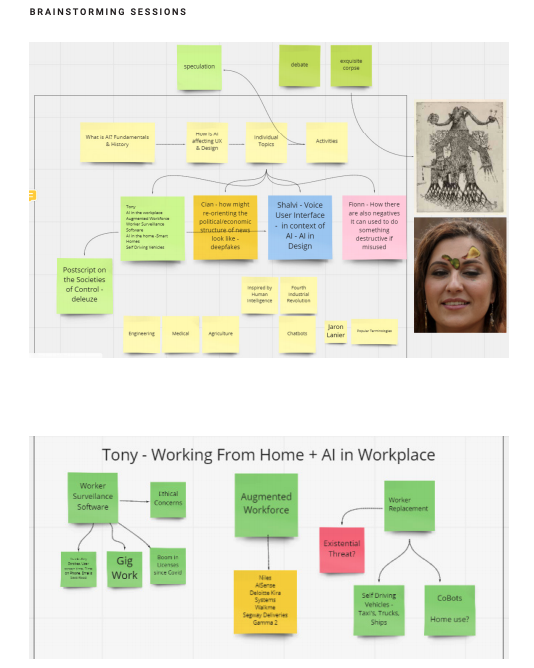 BRAINSTORMING SESSIONS
speculation
debate
exquisite
corpse
What is AI? Fundamentals
& History
How is AI
affecting UX
& Design
Individual
Topics
Activities
Tony
AI in the workplace
Augmented Workforce
Worker Surveillance
Software
AI in the home -Smart
Homes
Self Driving Vehicles
Cian - how might
re-orienting the
political/economic
structure of news
look like -
deepfakes
Shalvi - Voice
User Interface
- in context of
AI - AI in
Design
Fionn - How there
are also negatives
it can used to do
something
destructive if
misused
Postscript on
the Societies
of Control -
deleuze
Inspired by
Human
Intelligence
Fourth
Industrial
Revolution
Engineering
Medical
Agriculture
Chatbots
Jaron
Lanier
Popular Technologies
Tony - Working From Home + AI in Workplace
Worker
Surveillance
Software
Ethical
Concerns
Gig
Work
Boom in
Licenses
since Covid
Augmented
Workforce
Niles
AISense
Deloitte Kira
Systems
Walkme
Segway Deliveries
Gamma 2
Worker
Replacement
Existential
Threat?
Self Driving
Vehicles -
Taxi's, Trucks,
Ships
CoBots
Home use?